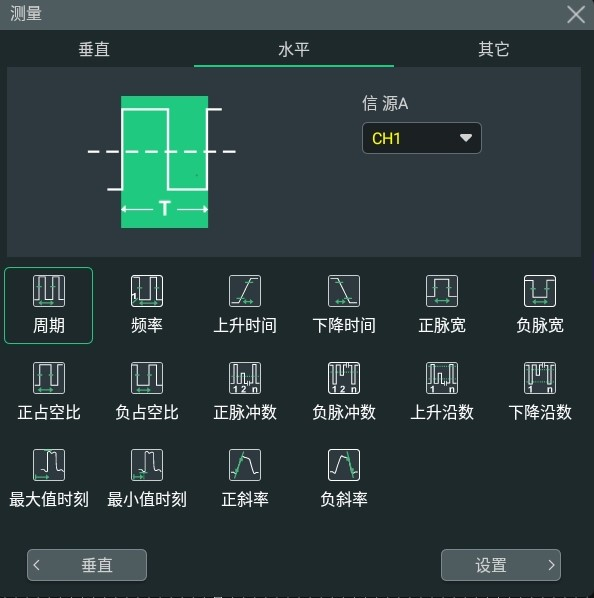 测量
垂直 水平 其它
信 源A
CH1
T
周期 频率 上升时间 下降时间 正脉宽 负脉宽
正占空比 负占空比 正脉冲数 负脉冲数 上升沿数 下降沿数
最大值时刻 最小值时刻 正斜率 负斜率
垂直 设置